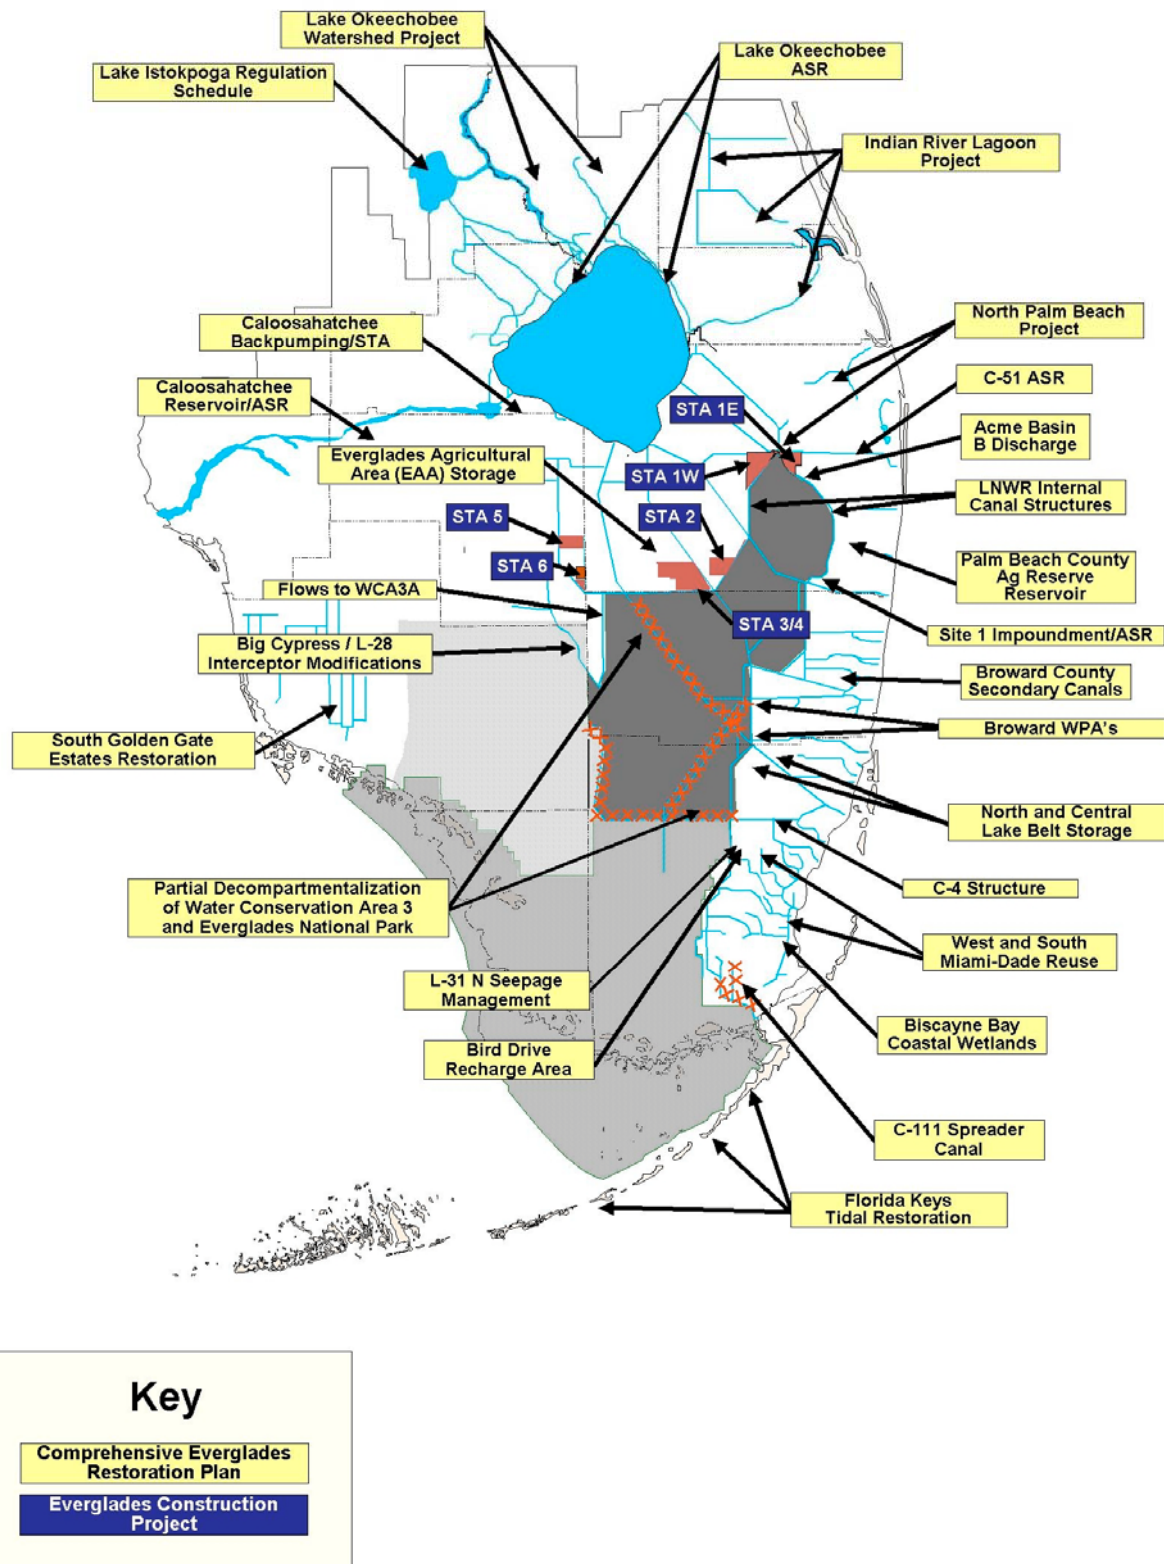 Lake Okeechobee
Watershed Project
Lake Okeechobee
ASR
Lake Istokpoga Regulation
Schedule
Indian River Lagoon
Project
North Palm Beach
Project
Caloosahatchee
Backpumping/STA
C-51 ASR
Caloosahatchee
Reservoir/ASR
STA 1E
Acme Basin
B Discharge
Everglades Agricultural
Area (EAA) Storage
STA 1W
LNWR Internal
Canal Structures
STA 5
STA 2
STA 6
Palm Beach County
Ag Reserve
Reservoir
Flows to WCA3A
STA 3/4
Site 1 Impoundment/ASR
Big Cypress / L-28
Interceptor Modifications
Broward County
Secondary Canals
Broward WPA's
South Golden Gate
Estates Restoration
North and Central
Lake Belt Storage
C-4 Structure
Partial Decompartmentalization
of Water Conservation Area 3
and Everglades National Park
West and South
Miami-Dade Reuse
L-31 N Seepage
Management
Biscayne Bay
Coastal Wetlands
Bird Drive
Recharge Area
C-111 Spreader
Canal
Florida Keys
Tidal Restoration
Key
Comprehensive Everglades
Restoration Plan
Everglades Construction
Project